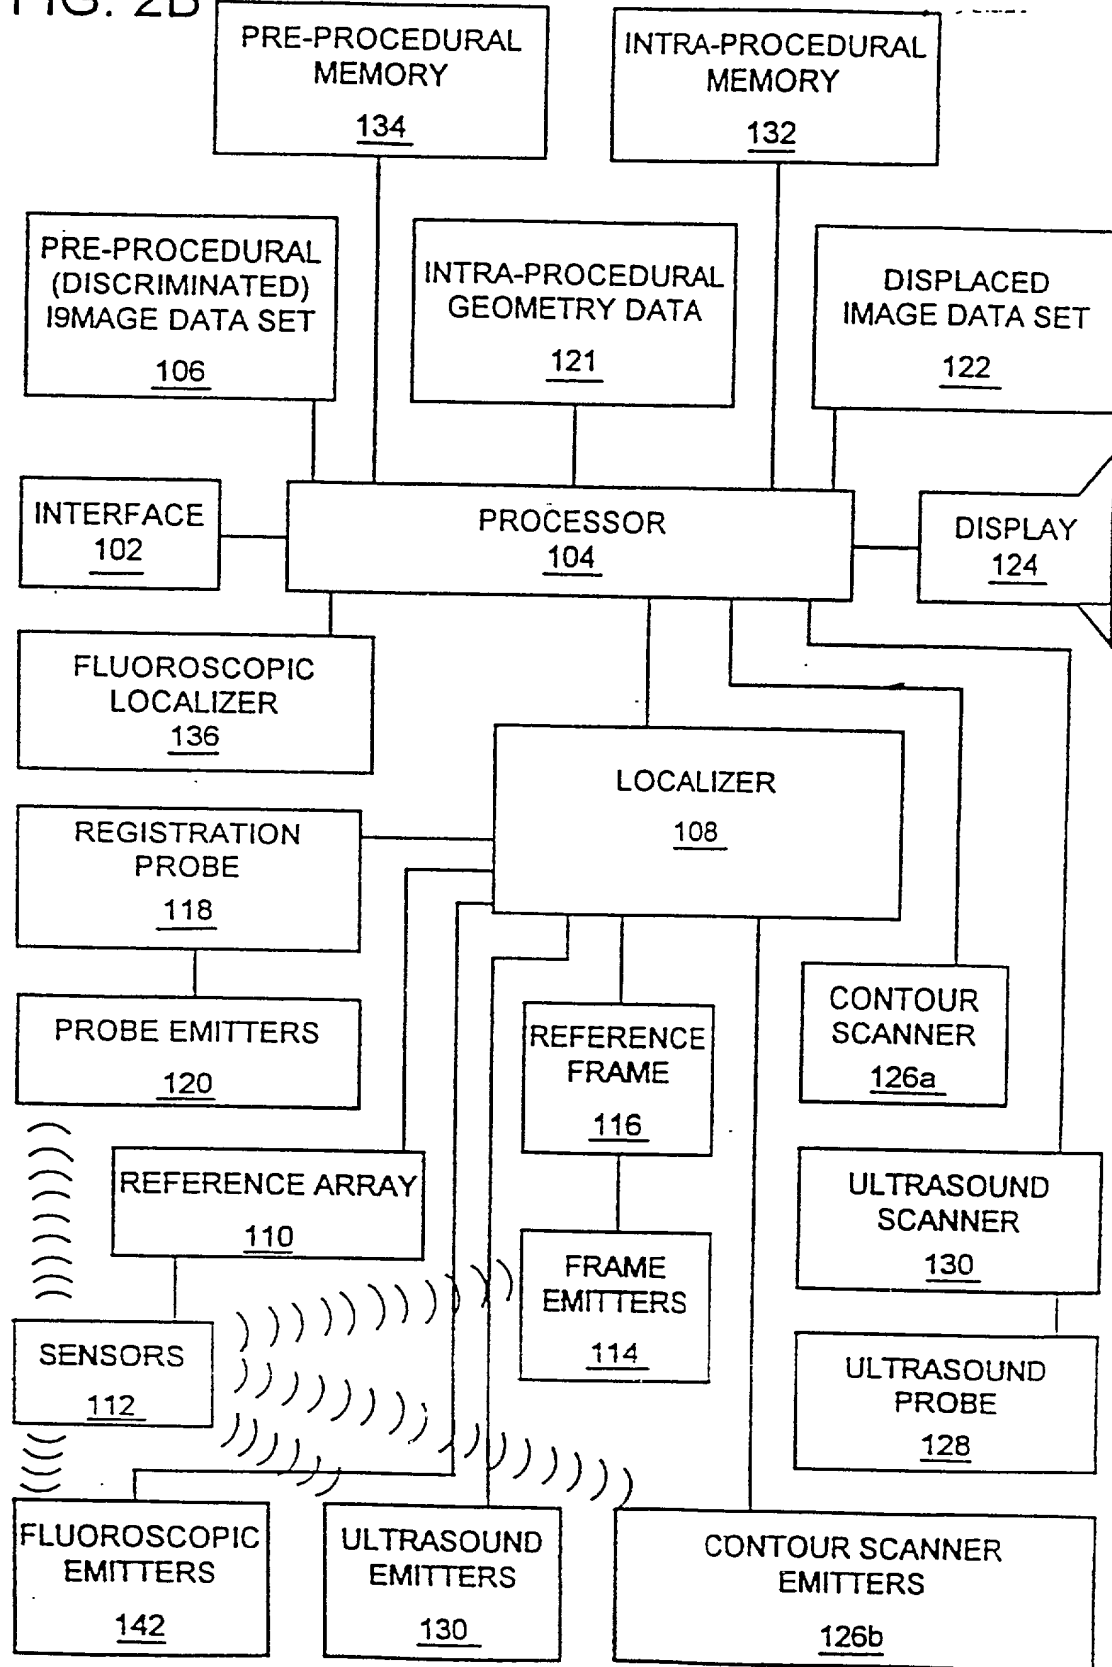 FIG. 2B
PRE-PROCEDURAL
MEMORY
134
INTRA-PROCEDURAL
MEMORY
132
PRE-PROCEDURAL
(DISCRIMINATED)
I9MAGE DATA SET
106
INTRA-PROCEDURAL
GEOMETRY DATA
121
DISPLACED
IMAGE DATA SET
122
INTERFACE
102
PROCESSOR
104
DISPLAY
124
FLUOROSCOPIC
LOCALIZER
136
LOCALIZER
108
REGISTRATION
PROBE
118
PROBE EMITTERS
120
REFERENCE
FRAME
116
CONTOUR
SCANNER
126a
REFERENCE ARRAY
110
ULTRASOUND
SCANNER
130
FRAME
EMITTERS
114
SENSORS
112
ULTRASOUND
PROBE
128
FLUOROSCOPIC
EMITTERS
142
ULTRASOUND
EMITTERS
130
CONTOUR SCANNER
EMITTERS
126b